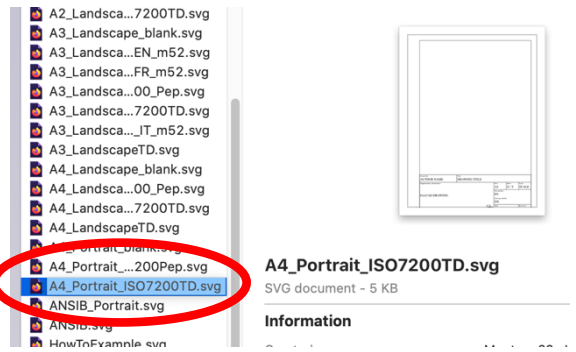 A2_Landsca...7200TD.svg
A3_Landscape_blank.svg
A3_Landsca...EN_m52.svg
A3_Landsca...FR_m52.svg
A3_Landsca...00_Pep.svg
A3_Landsca...7200TD.svg
A3_Landsca..._IT_m52.svg
A3_LandscapeTD.svg
A4_Landscape_blank.svg
A4_Landsca...00_Pep.svg
A4_Landsca...7200TD.svg
A4_LandscapeTD.svg
A4_Portrait_blank.svg
A4_Portrait_...200Pep.svg
A4_Portrait_ISO7200TD.svg
ANSIB_Portrait.svg
ANSIB.svg
HowToExample.svg
A4_Portrait_ISO7200TD.svg
SVG document - 5 KB
Information